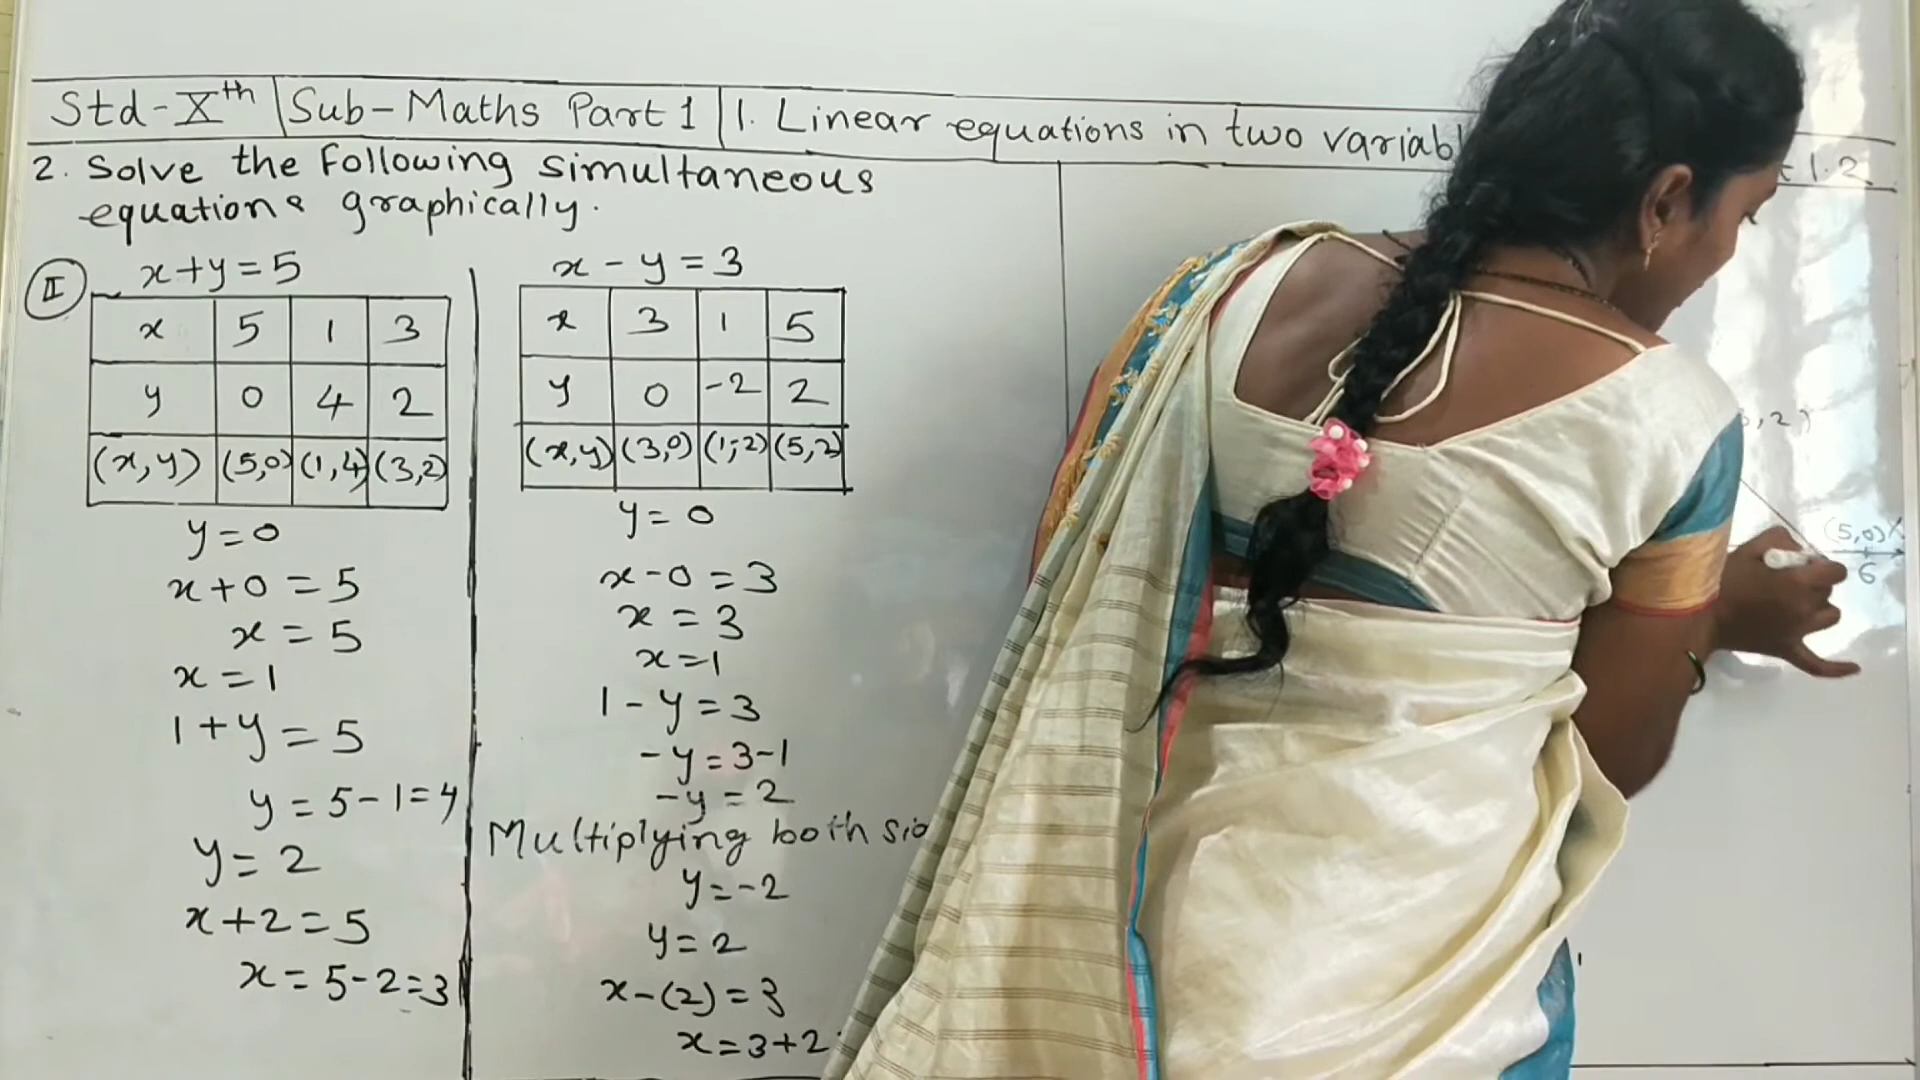 Std-Xth | Sub-Maths Part 1 | 1. Linear equations in two variabl
1.2
2. Solve the Following simultaneous
equations graphically.
II x+y=5
x 5 1 3
y 0 4 2
(x,y) (5,0) (1,4) (3,2)
y=0
x+0=5
x=5
x=1
1+y=5
y=5-1=4
y=2
x+2=5
x=5-2=3
x-y=3
x 3 1 5
y 0 -2 2
(x,y) (3,0) (1,-2) (5,2)
y=0
x-0=3
x=3
x=1
1-y=3
-y=3-1
-y=2
Multiplying both
y=-2
y=2
x-(2)=3
x=3+2
,2)
(5,0) X
6